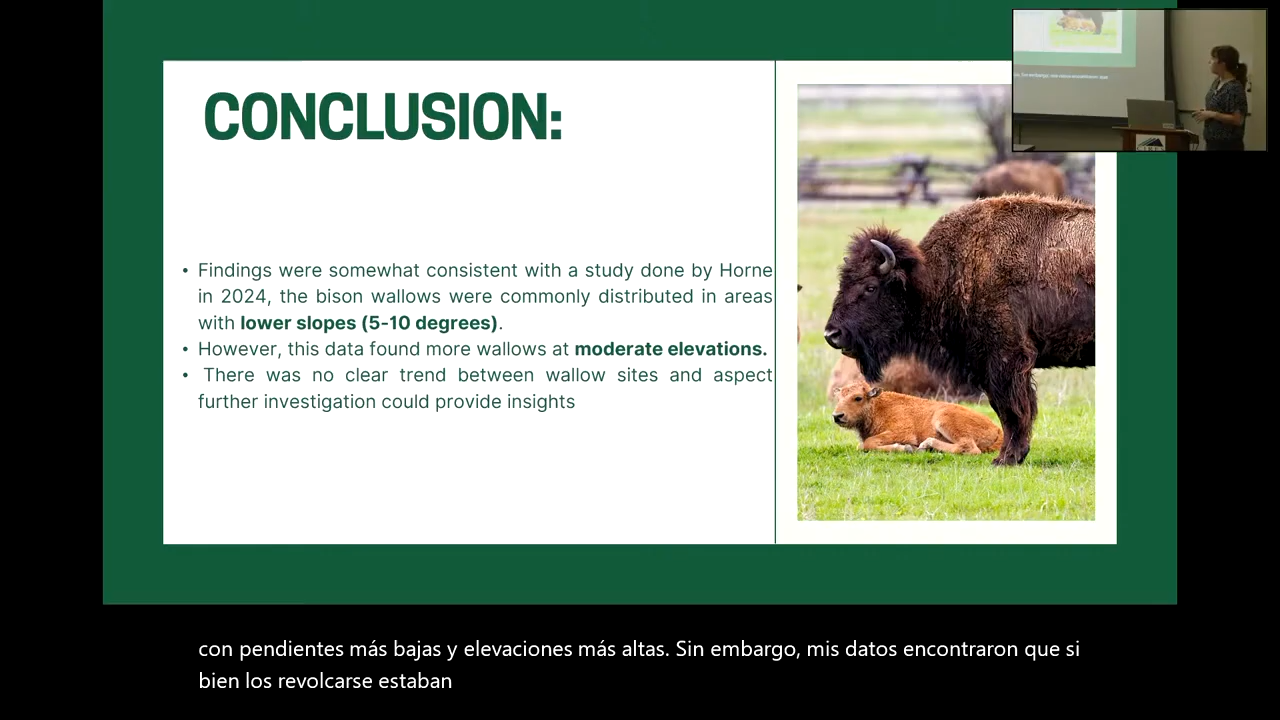 CONCLUSION:
• Findings were somewhat consistent with a study done by Horne
in 2024, the bison wallows were commonly distributed in areas
with lower slopes (5-10 degrees).
• However, this data found more wallows at moderate elevations.
• There was no clear trend between wallow sites and aspect
further investigation could provide insights
con pendientes más bajas y elevaciones más altas. Sin embargo, mis datos encontraron que si
bien los revolcarse estaban